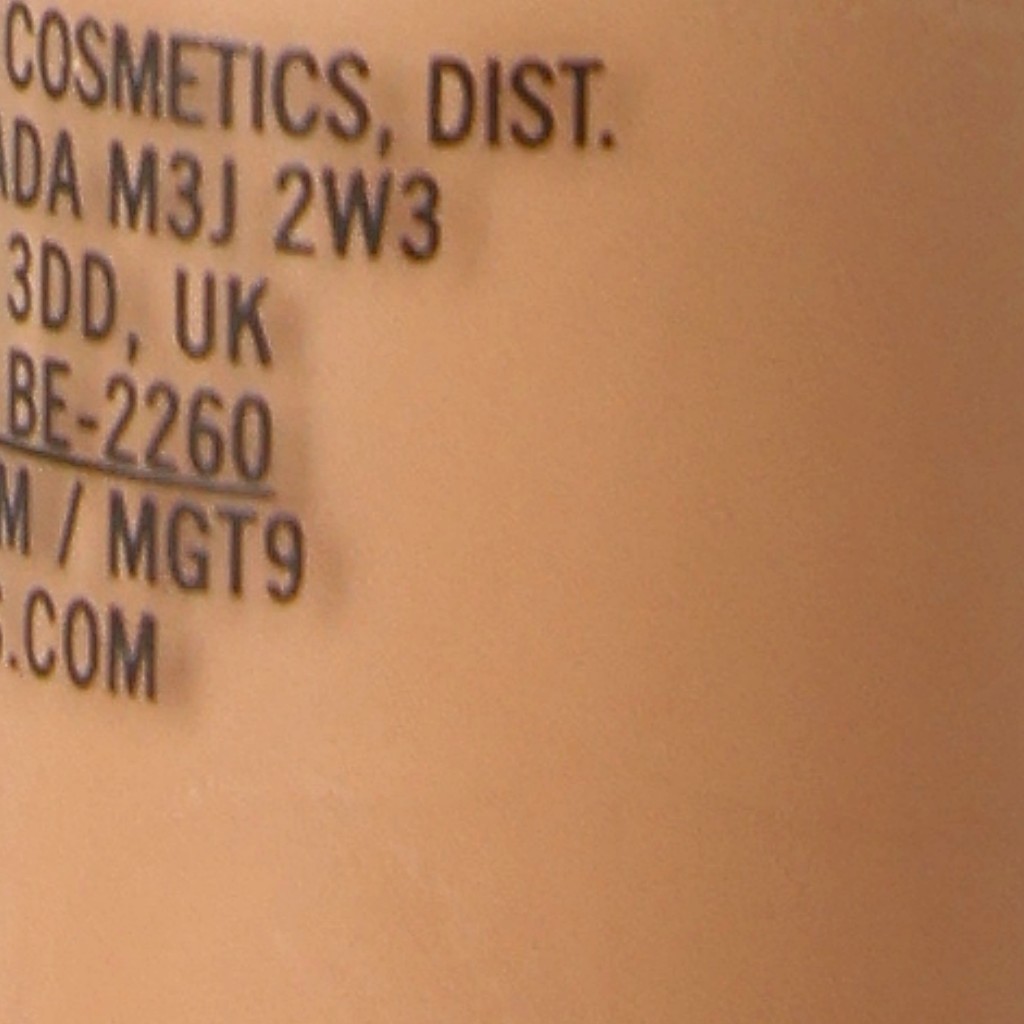 COSMETICS, DIST.
ADA M3J 2W3
3DD, UK
BE-2260
M / MGT9
.COM